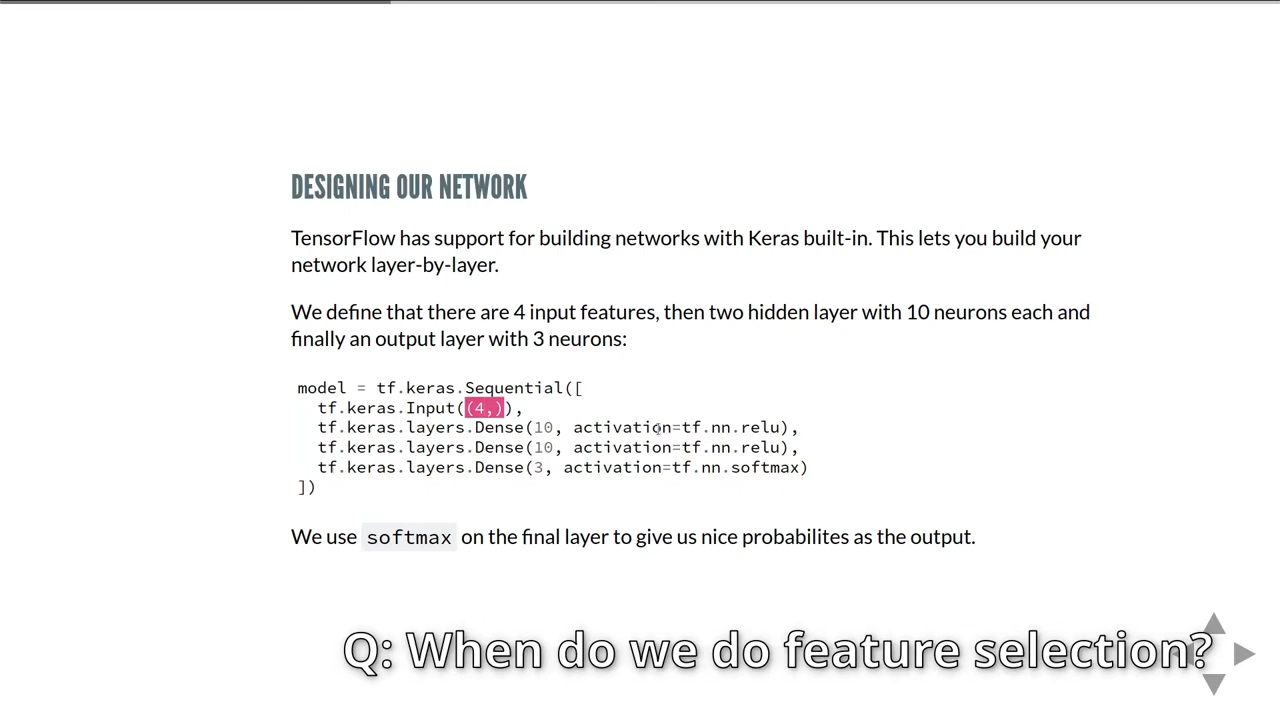 DESIGNING OUR NETWORK
TensorFlow has support for building networks with Keras built-in. This lets you build your
network layer-by-layer.
We define that there are 4 input features, then two hidden layer with 10 neurons each and
finally an output layer with 3 neurons:
model = tf.keras.Sequential([
  tf.keras.Input((4,)),
  tf.keras.layers.Dense(10, activation=tf.nn.relu),
  tf.keras.layers.Dense(10, activation=tf.nn.relu),
  tf.keras.layers.Dense(3, activation=tf.nn.softmax)
])
We use softmax on the final layer to give us nice probabilites as the output.
Q: When do we do feature selection?